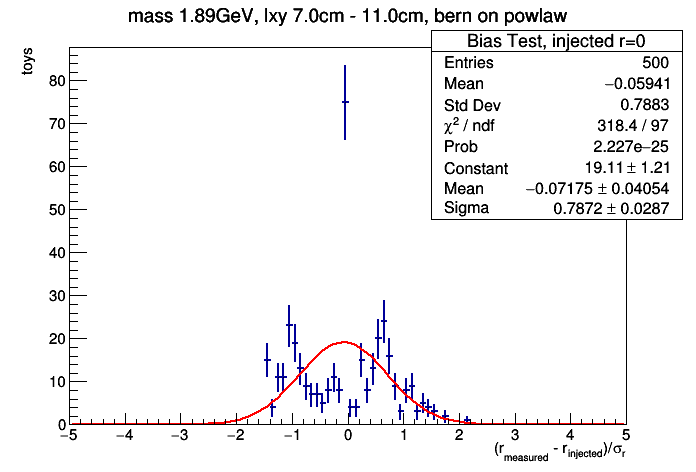 mass 1.89GeV, lxy 7.0cm - 11.0cm, bern on powlaw
toys
Bias Test, injected r=0
Entries 500
Mean −0.05941
Std Dev 0.7883
χ² / ndf 318.4 / 97
Prob 2.227e−25
Constant 19.11 ± 1.21
Mean −0.07175 ± 0.04054
Sigma 0.7872 ± 0.0287
80
70
60
50
40
30
20
10
0
−5 −4 −3 −2 −1 0 1 2 3 4 5
(r_measured - r_injected)/σ_r